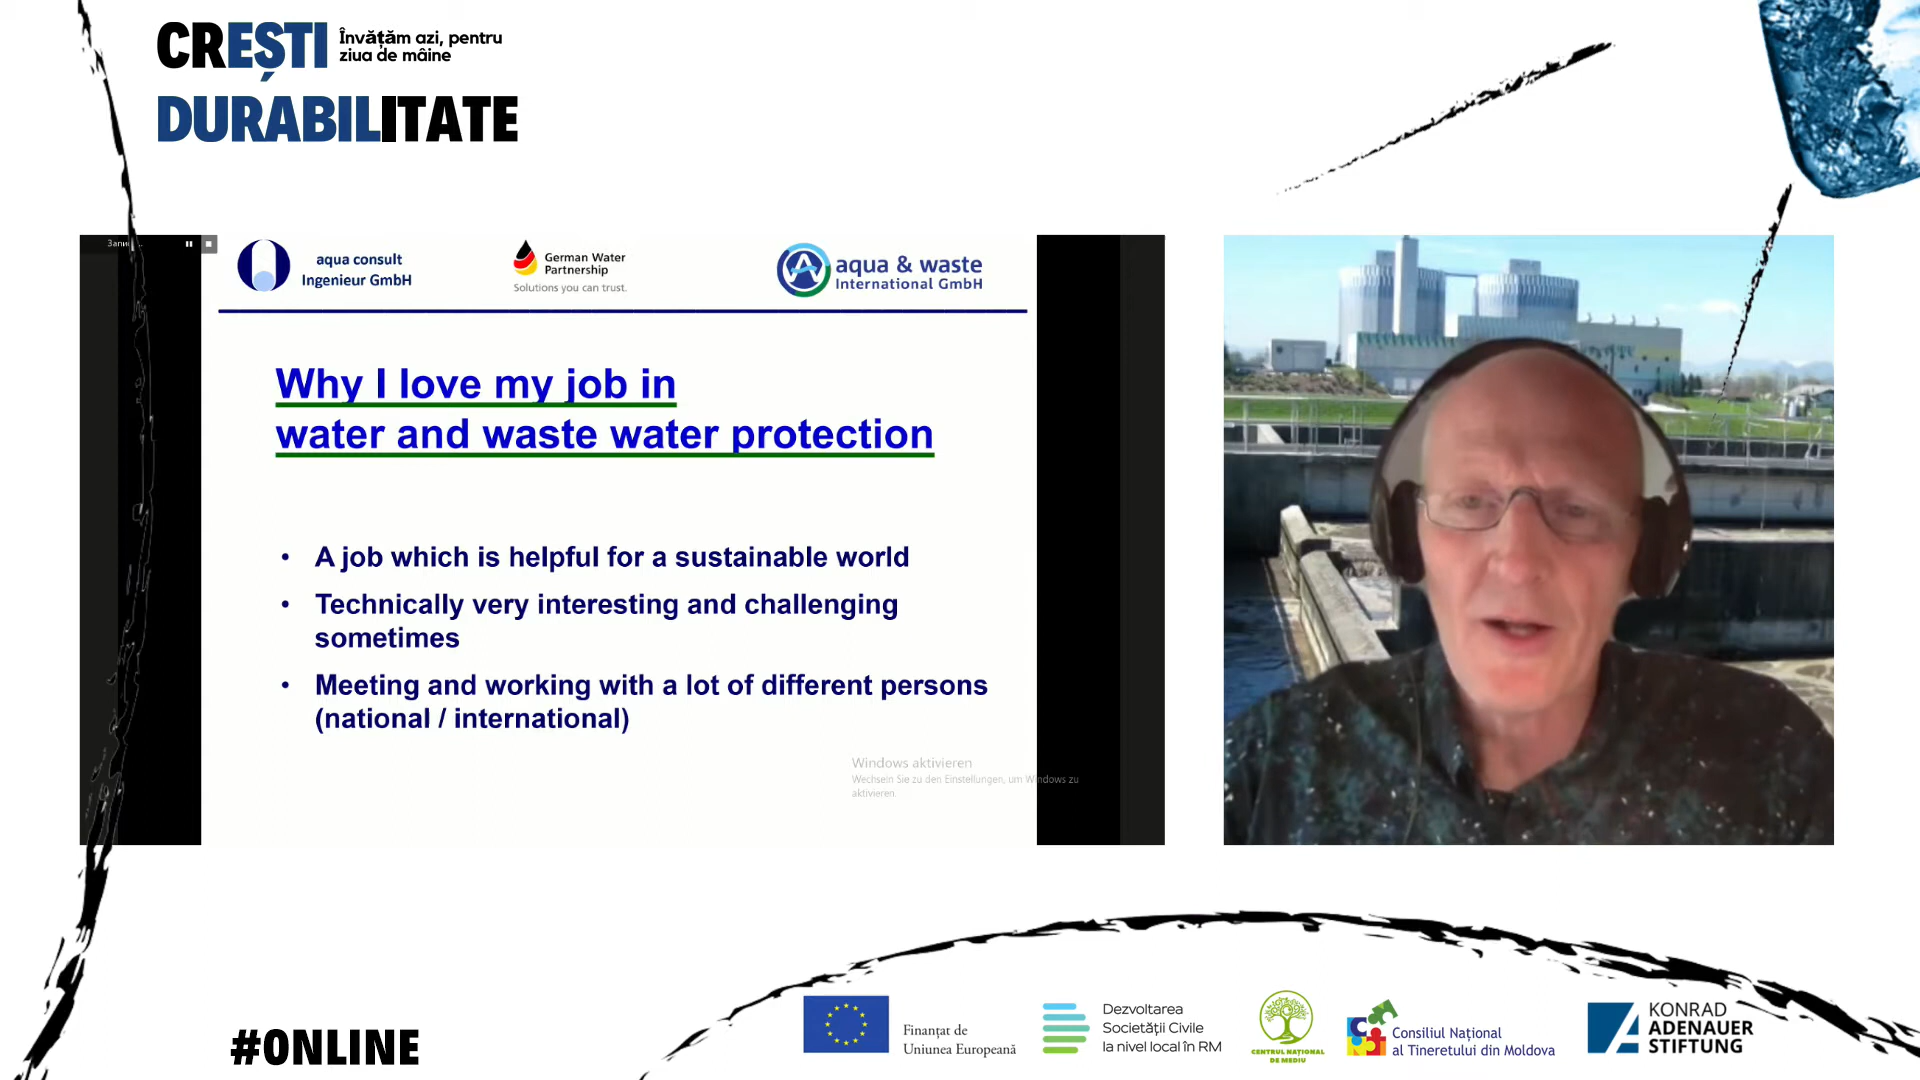 CREȘTI
Învățăm azi, pentru
ziua de mâine
DURABILITATE
aqua consult
Ingenieur GmbH
German Water
Partnership
Solutions you can trust.
aqua & waste
International GmbH
Why I love my job in
water and waste water protection
• A job which is helpful for a sustainable world
• Technically very interesting and challenging
sometimes
• Meeting and working with a lot of different persons
(national / international)
Windows aktivieren
Wechseln Sie zu den Einstellungen, um Windows zu
aktivieren.
#ONLINE
Finanțat de
Uniunea Europeană
Dezvoltarea
Societății Civile
la nivel local în RM
CENTRUL NAȚIONAL
DE MEDIU
Consiliul Național
al Tineretului din Moldova
KONRAD
ADENAUER
STIFTUNG